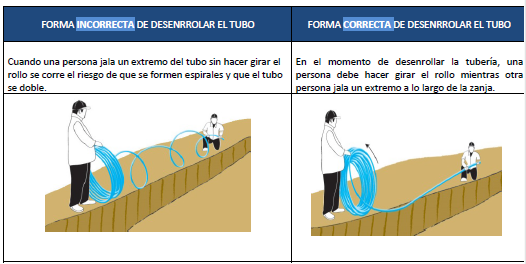 FORMA INCORRECTA DE DESENRROLAR EL TUBO
Cuando una persona jala un extremo del tubo sin hacer girar el
rollo se corre el riesgo de que se formen espirales y que el tubo
se doble.
FORMA CORRECTA DE DESENRROLAR EL TUBO
En el momento de desenrollar la tubería, una
persona debe hacer girar el rollo mientras otra
persona jala un extremo a lo largo de la zanja.